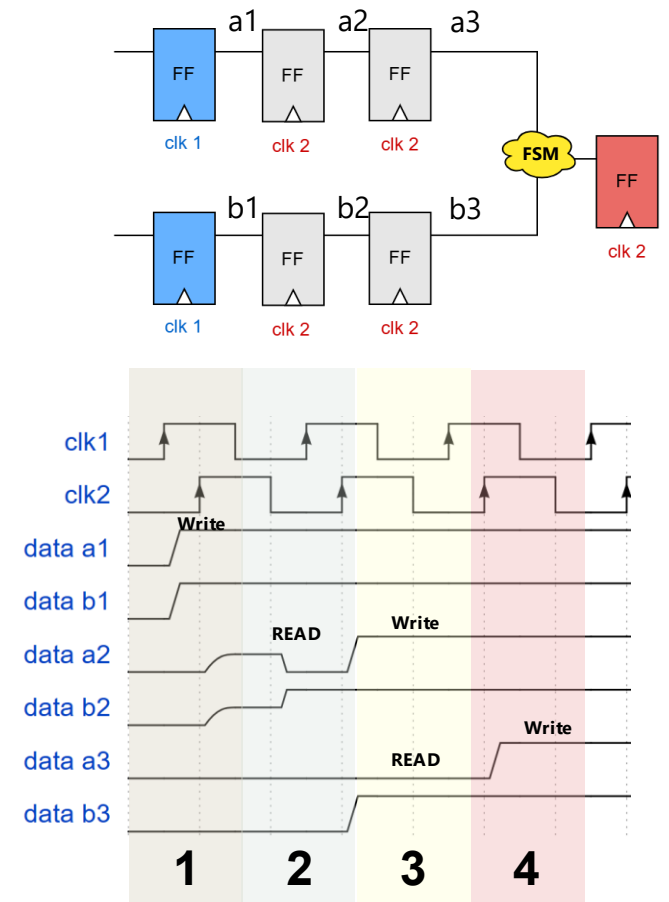 a1 a2 a3
FF FF FF
clk 1 clk 2 clk 2
FSM
FF
clk 2
b1 b2 b3
FF FF FF
clk 1 clk 2 clk 2
clk1
clk2
Write
data a1
data b1
READ Write
data a2
data b2
Write
data a3 READ
data b3
1 2 3 4